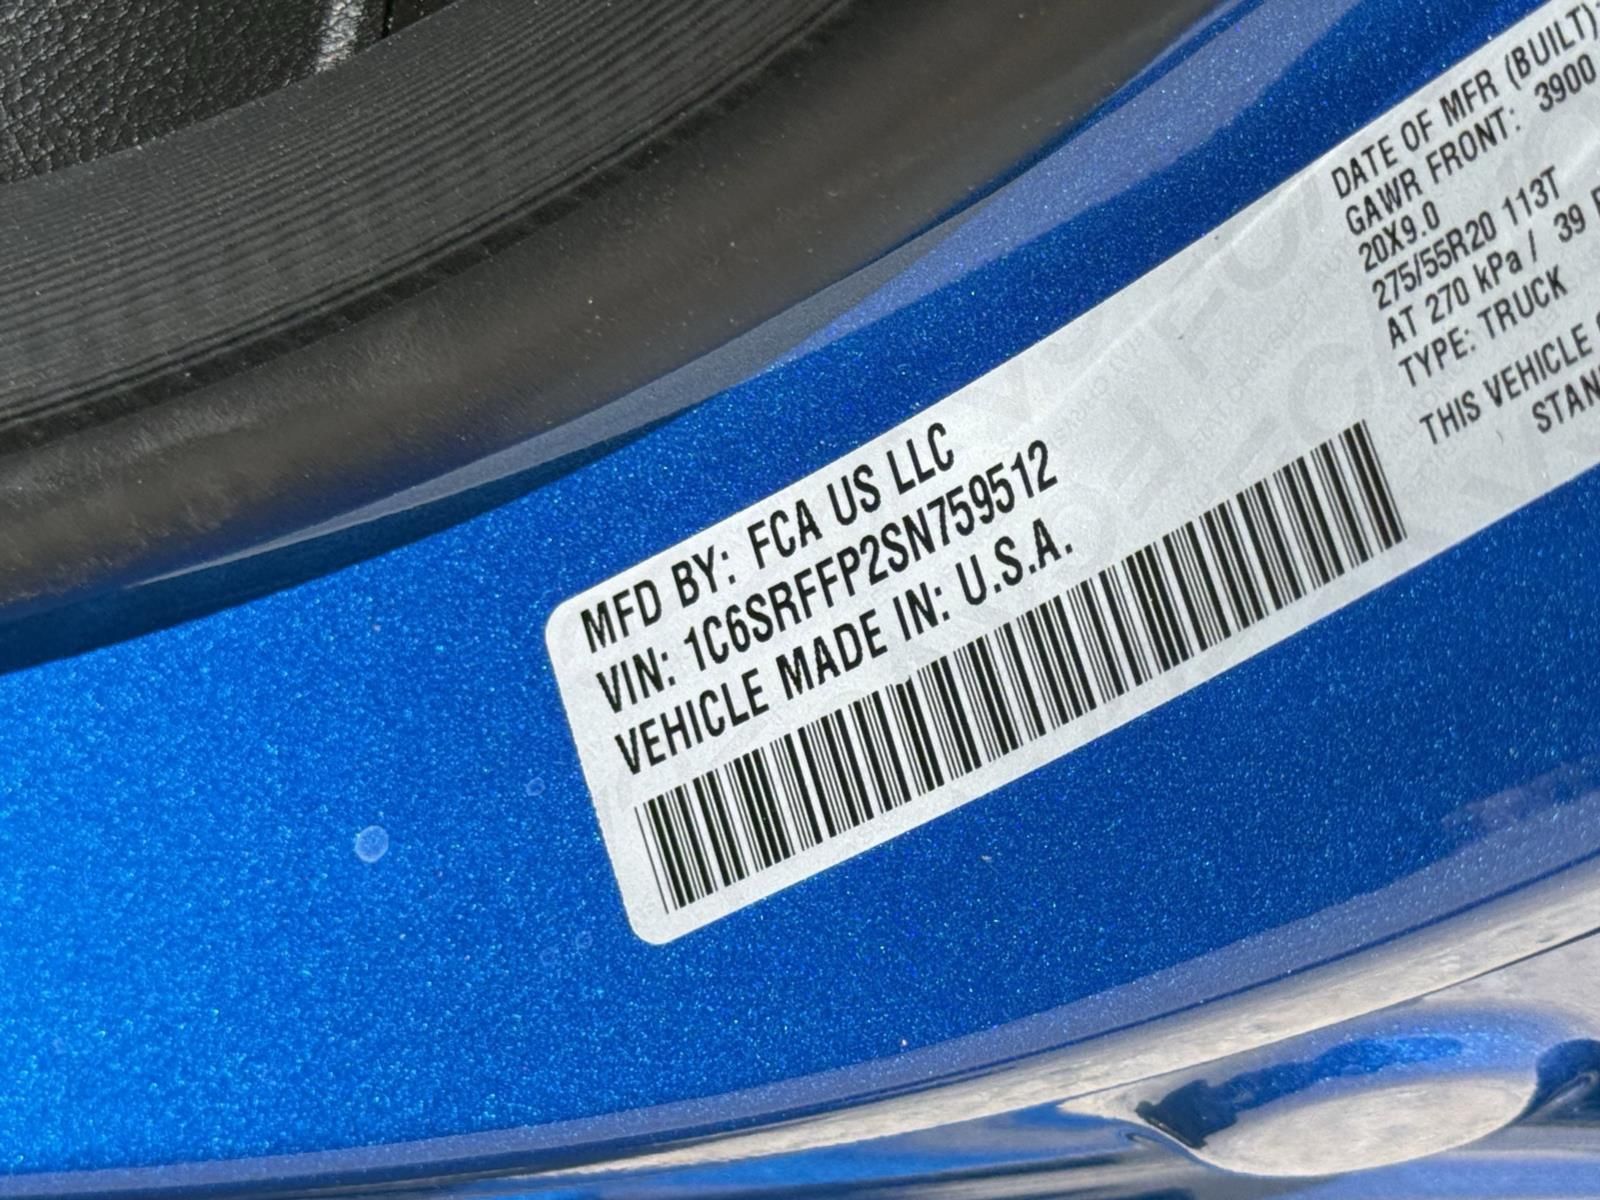 MFD BY: FCA US LLC
VIN: 1C6SRFFP2SN759512
VEHICLE MADE IN: U.S.A.
DATE OF MFR (BUILT):
GAWR FRONT: 3900
20X9.0
275/55R20 113T
AT 270 kPa / 39
TYPE: TRUCK
THIS VEHICLE